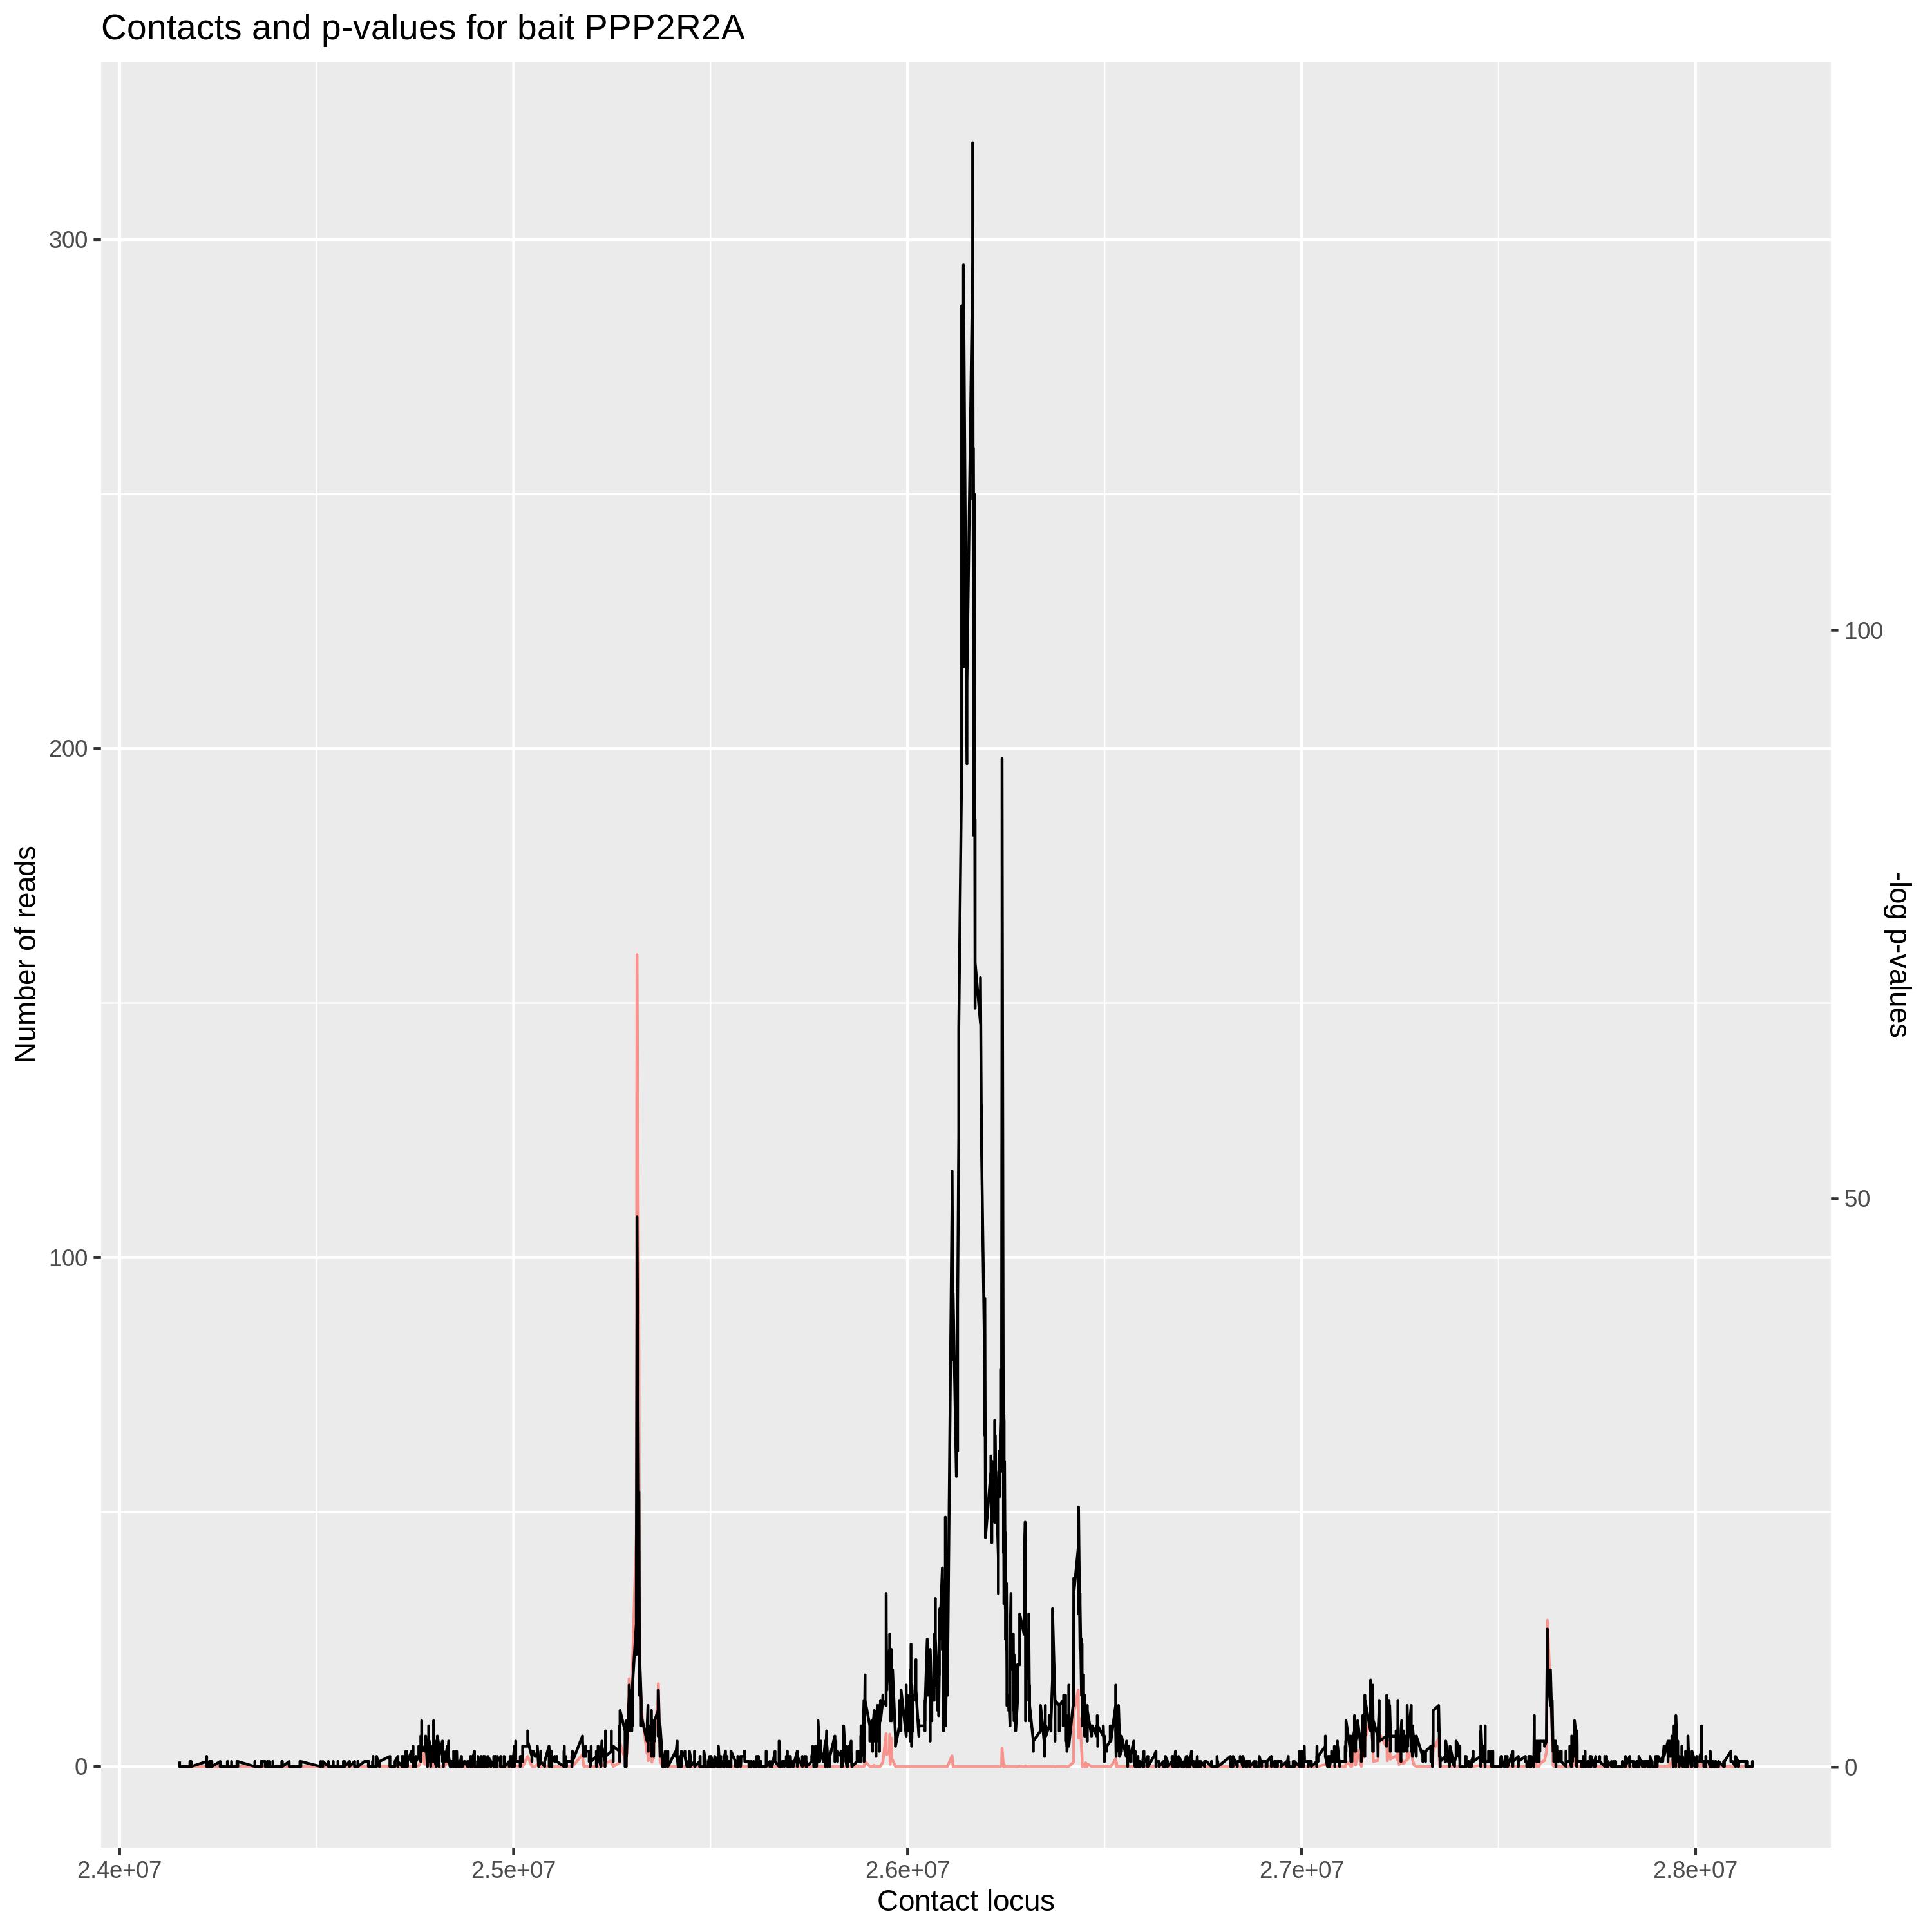 Contacts and p-values for bait PPP2R2A
300
200
100
0
Number of reads
100
50
0
-log p-values
2.4e+07
2.5e+07
2.6e+07
2.7e+07
2.8e+07
Contact locus